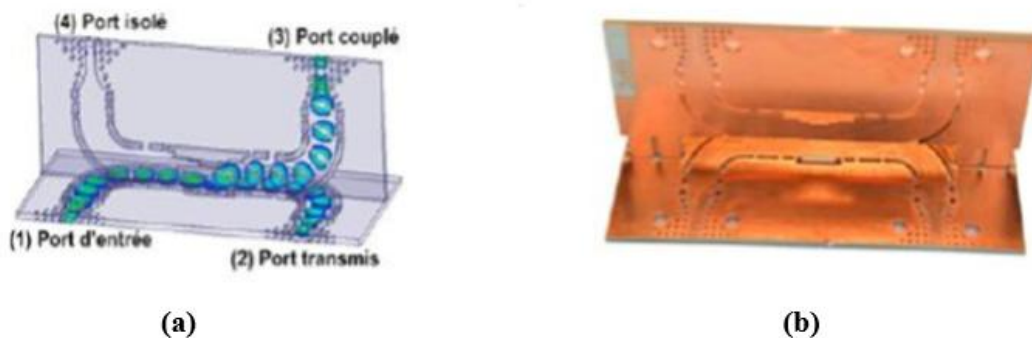 (4) Port isolé
(3) Port couplé
(1) Port d'entrée
(2) Port transmis
(a)
(b)